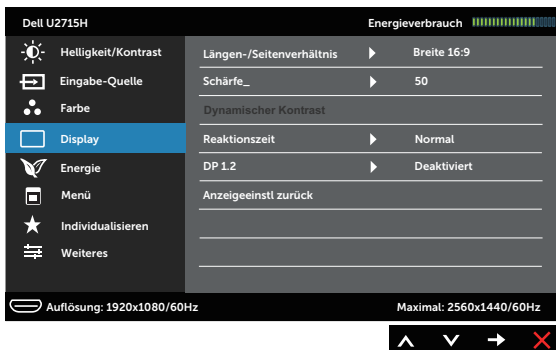 Dell U2715H Energieverbrauch
Helligkeit/Kontrast Längen-/Seitenverhältnis Breite 16:9
Eingabe-Quelle Schärfe_ 50
Farbe Dynamischer Kontrast
Display Reaktionszeit Normal
Energie DP 1.2 Deaktiviert
Menü Anzeigeeinstl zurück
Individualisieren
Weiteres
Auflösung: 1920x1080/60Hz Maximal: 2560x1440/60Hz